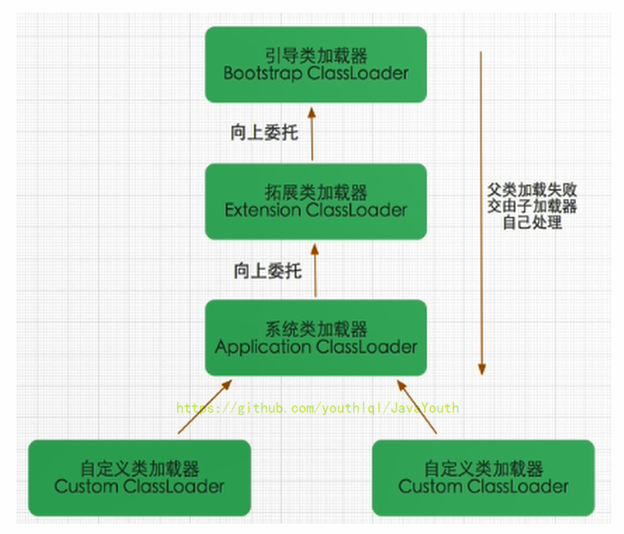 引导类加载器
Bootstrap ClassLoader
向上委托
拓展类加载器
Extension ClassLoader
父类加载失败
交由子加载器
自己处理
向上委托
系统类加载器
Application ClassLoader
https://github.com/youthlql/JavaYouth
自定义类加载器
Custom ClassLoader
自定义类加载器
Custom ClassLoader